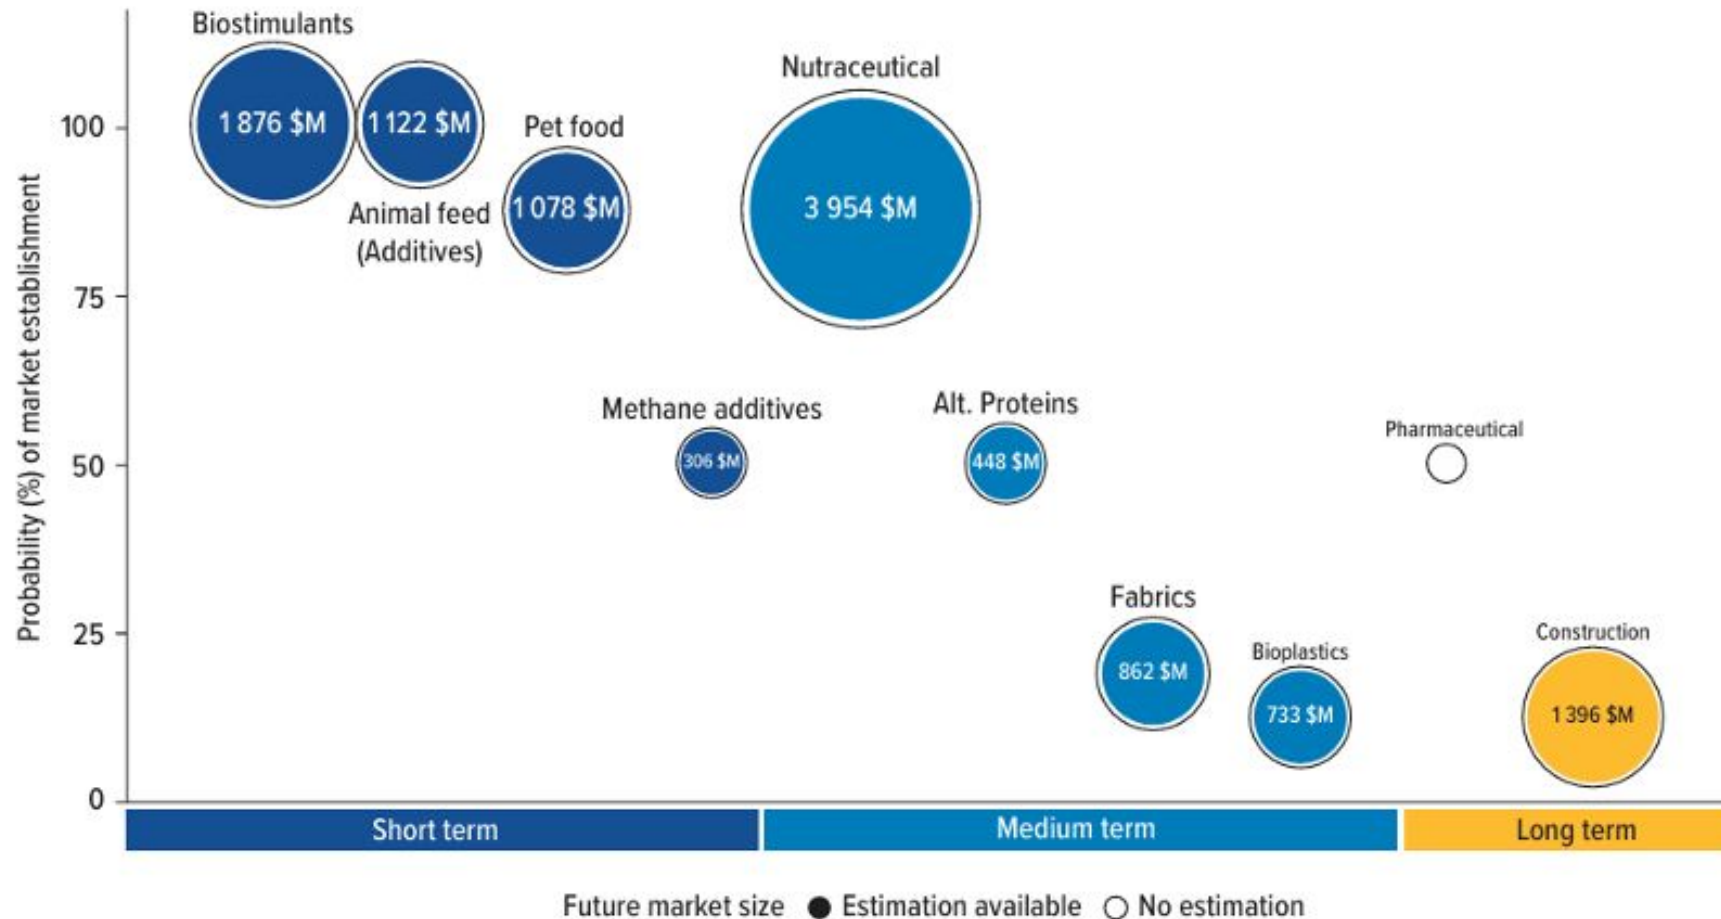 Biostimulants
1 876 $M
1 122 $M
Animal feed
(Additives)
Pet food
1 078 $M
Nutraceutical
3 954 $M
Methane additives
306 $M
Alt. Proteins
448 $M
Pharmaceutical
Fabrics
862 $M
Bioplastics
733 $M
Construction
1 396 $M
Probability (%) of market establishment
100
75
50
25
0
Short term
Medium term
Long term
Future market size
Estimation available
No estimation